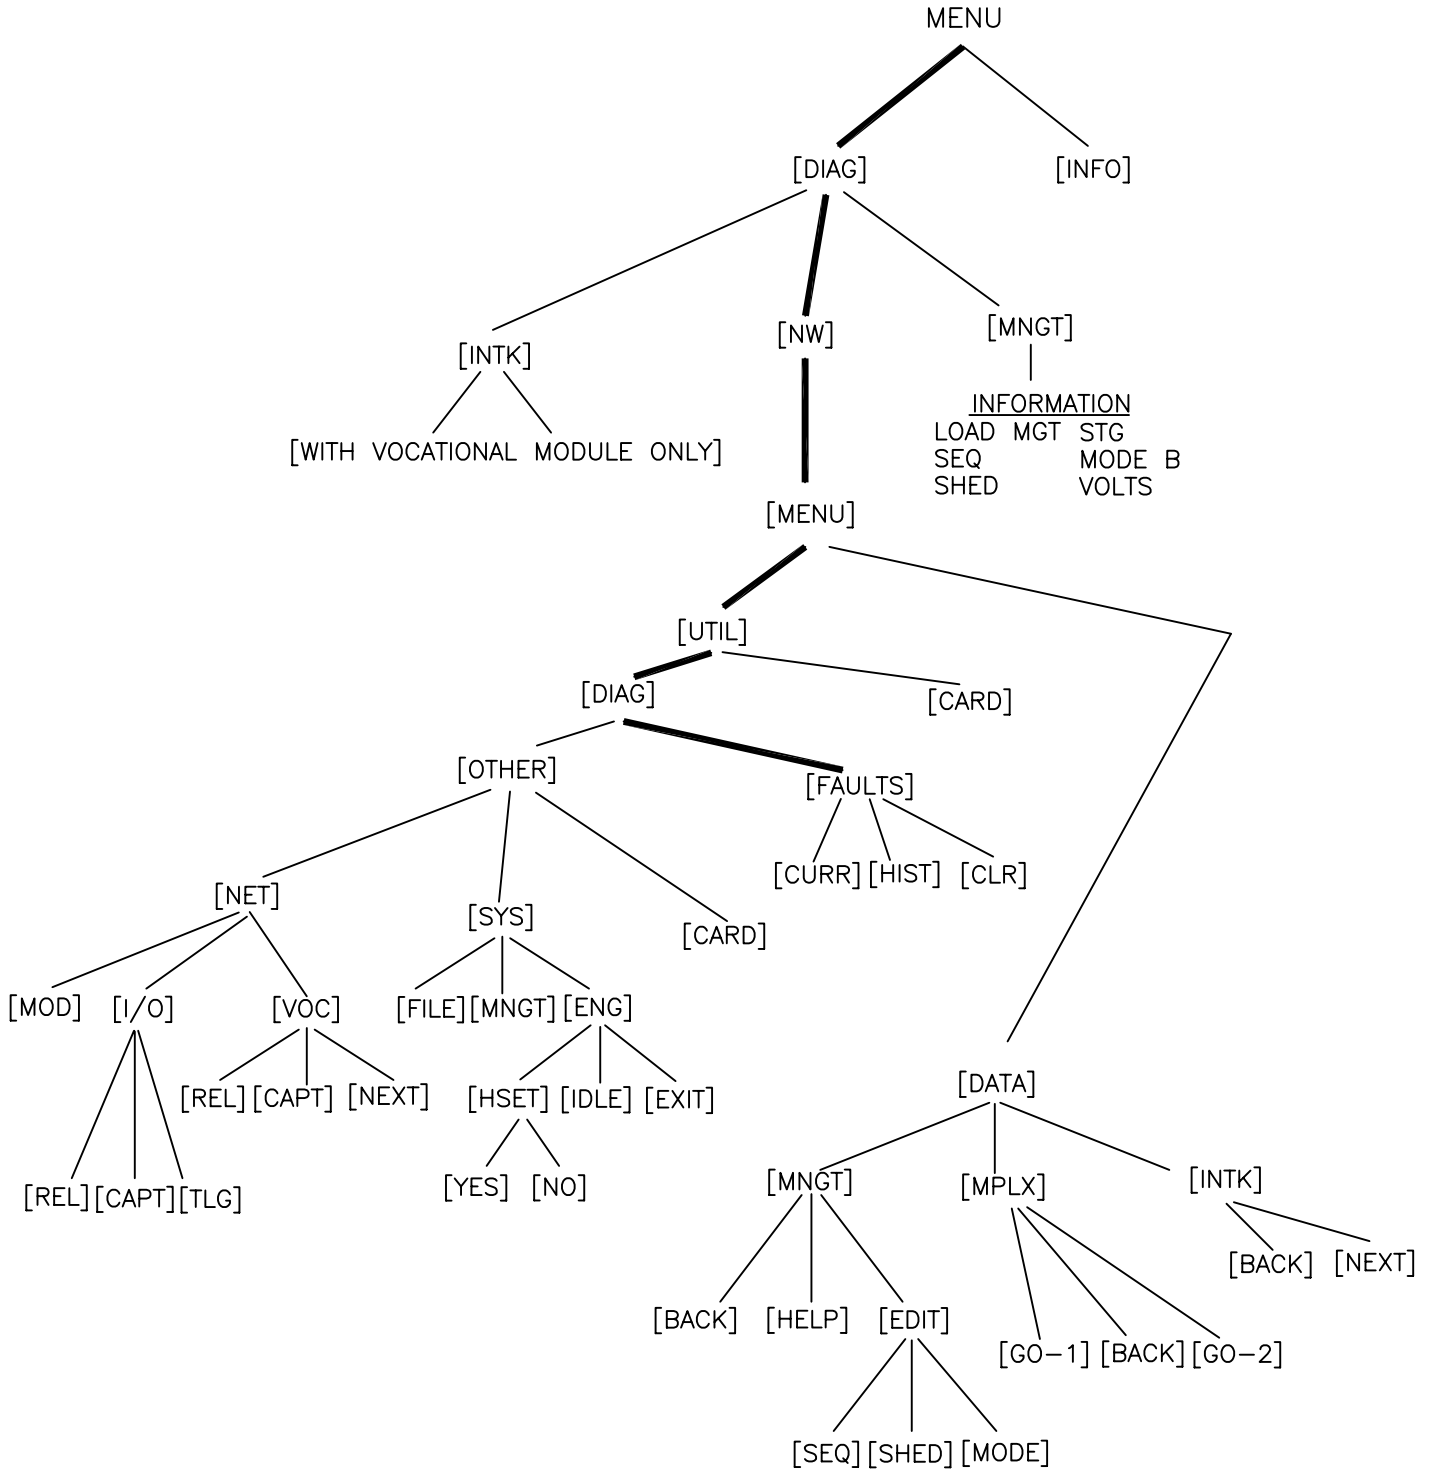 MENU
[DIAG] [INFO]
[INTK] [NW] [MNGT]
[WITH VOCATIONAL MODULE ONLY]
INFORMATION
LOAD MGT STG
SEQ MODE B
SHED VOLTS
[MENU]
[UTIL]
[DIAG] [CARD]
[OTHER] [FAULTS]
[CURR] [HIST] [CLR]
[NET] [SYS] [CARD]
[MOD] [I/O] [VOC] [FILE] [MNGT] [ENG]
[REL] [CAPT] [NEXT] [HSET] [IDLE] [EXIT]
[DATA]
[REL] [CAPT] [TLG] [YES] [NO]
[MNGT] [MPLX] [INTK]
[BACK] [NEXT]
[BACK] [HELP] [EDIT]
[GO-1] [BACK] [GO-2]
[SEQ] [SHED] [MODE]